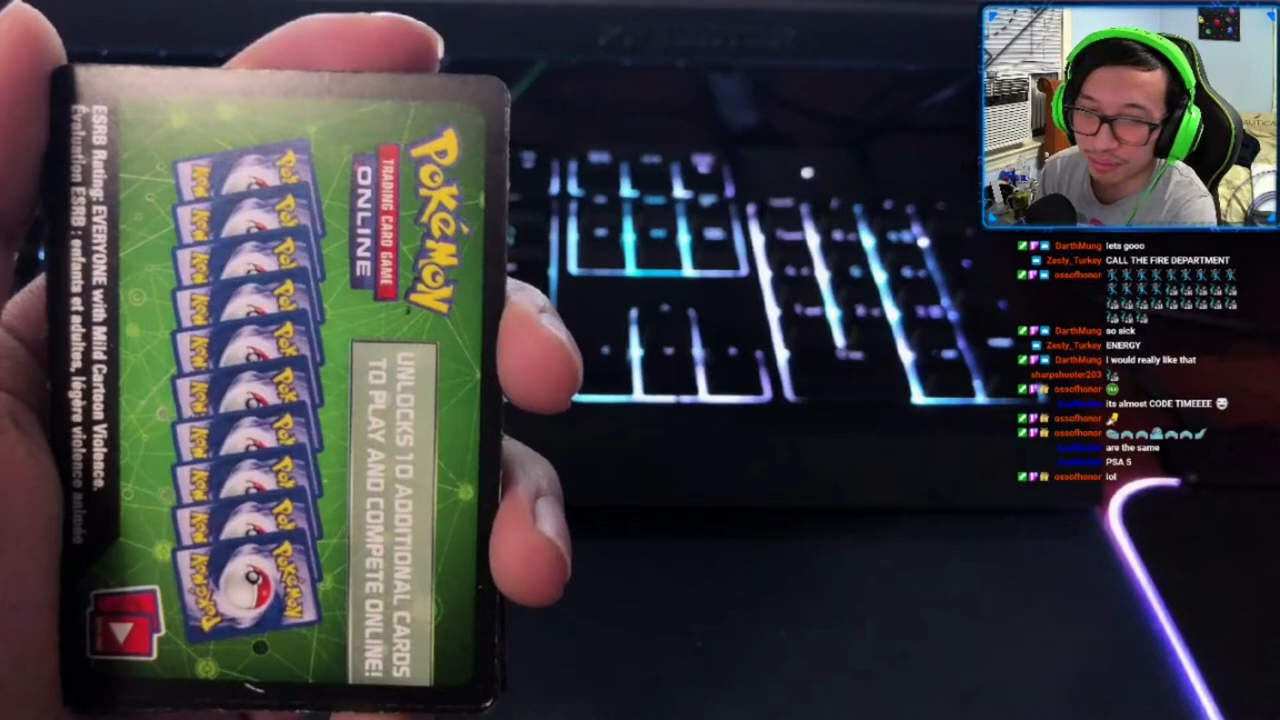 POKÉMON
TRADING CARD GAME
ONLINE
UNLOCKS 10 ADDITIONAL CARDS
TO PLAY AND COMPETE ONLINE!
ESRB Rating: EVERYONE with Mild Cartoon Violence.
Évaluation ESRB : enfants et adultes, légère violence animée
DarthMung lets gooo
Zesty_Turkey CALL THE FIRE DEPARTMENT
ossofhonor
DarthMung so sick
Zesty_Turkey ENERGY
DarthMung I would really like that
sharpshooter203
ossofhonor
its almost CODE TIMEEEE
ossofhonor
ossofhonor
are the same
PSA 5
ossofhonor lol